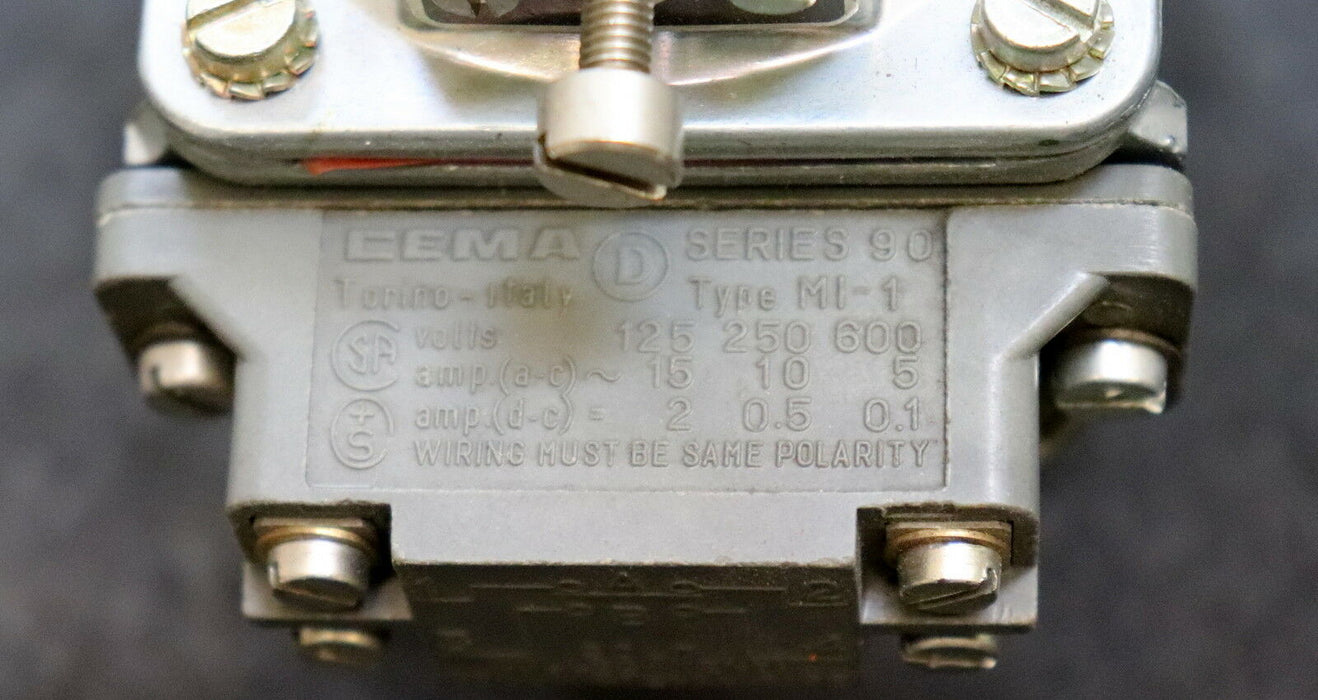 CEMA D SERIES 90
Torino-Italy Type MI-1
SA volts 125 250 600
amp.(a-c) ~ 15 10 5
+S amp.(d-c) = 2 0.5 0.1
WIRING MUST BE SAME POLARITY